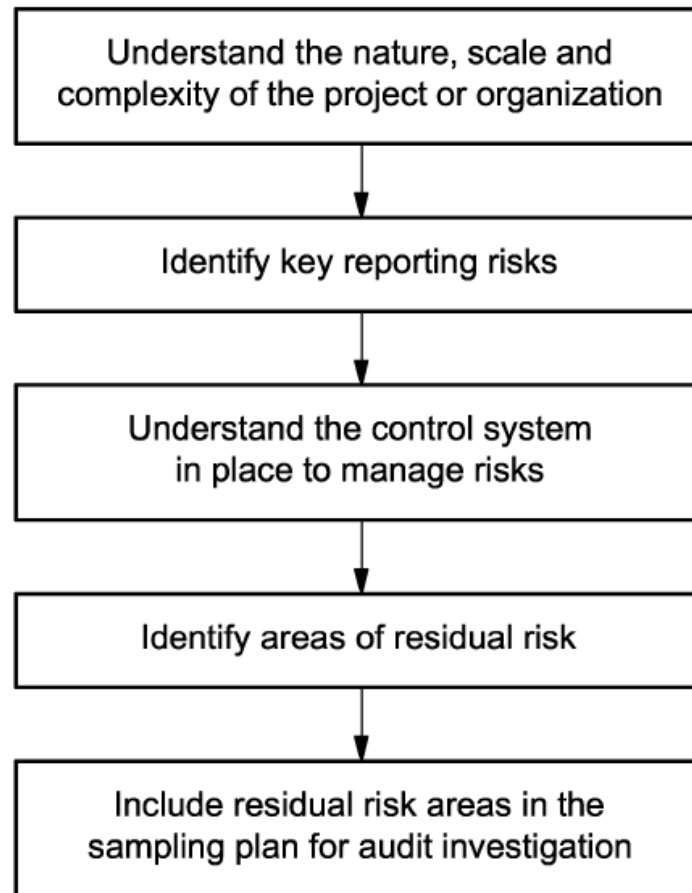 Understand the nature, scale and
complexity of the project or organization
Identify key reporting risks
Understand the control system
in place to manage risks
Identify areas of residual risk
Include residual risk areas in the
sampling plan for audit investigation